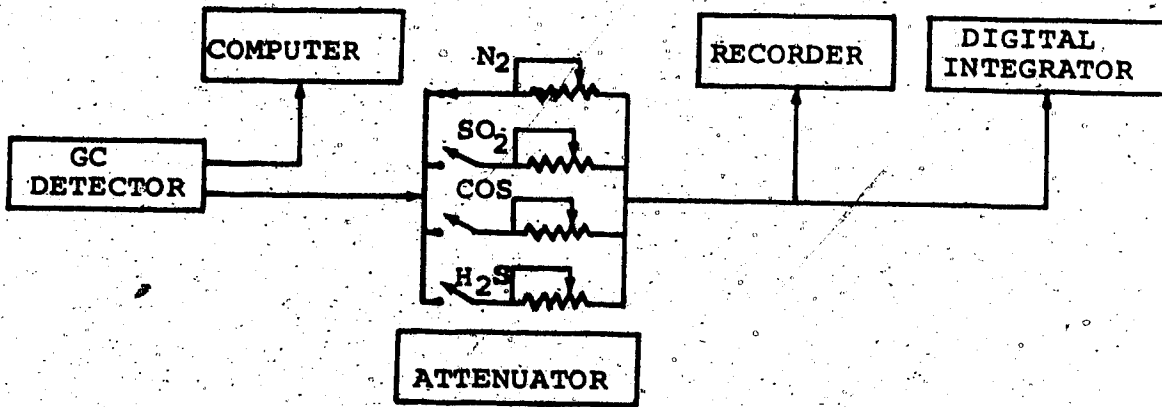 COMPUTER
N2
RECORDER
DIGITAL
INTEGRATOR
SO2
GC
DETECTOR
COS
H2S
ATTENUATOR